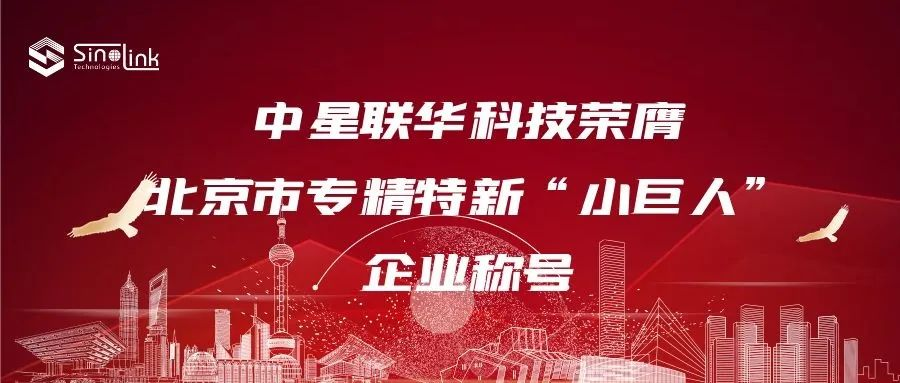 Sinolink
Technologies
中星联华科技荣膺
北京市专精特新“小巨人”
企业称号